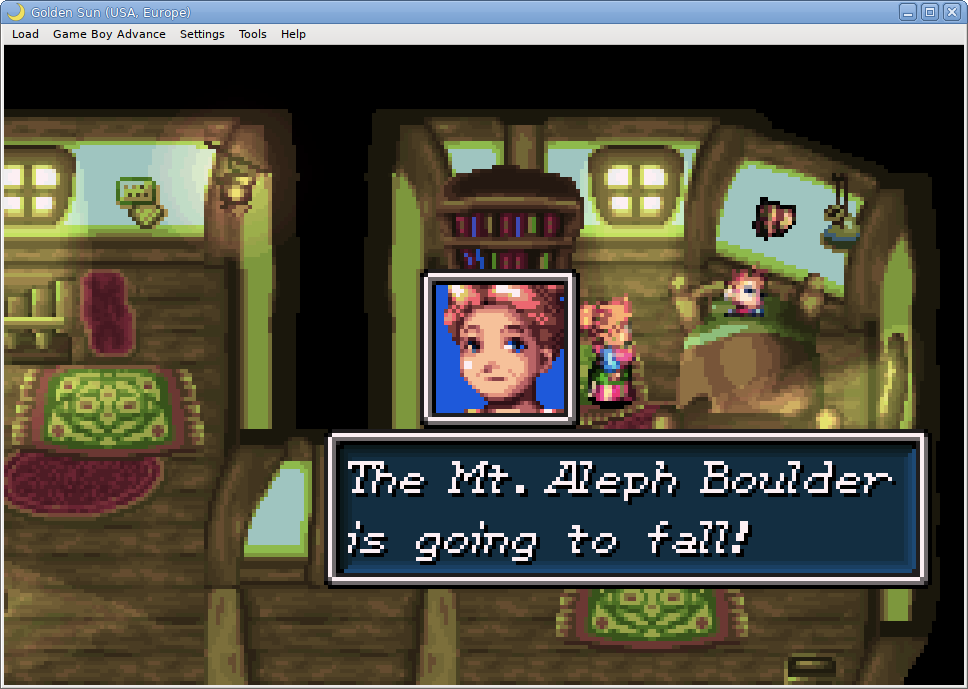 Golden Sun (USA, Europe)
Load Game Boy Advance Settings Tools Help
The Mt. Aleph Boulder
is going to fall!